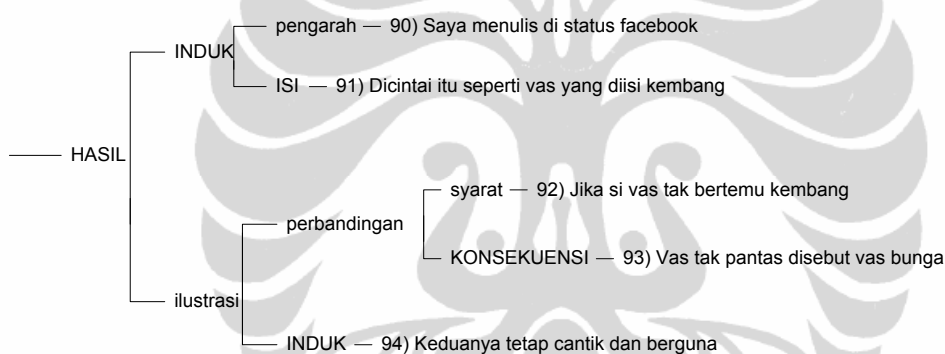 pengarah — 90) Saya menulis di status facebook
INDUK
ISI — 91) Dicintai itu seperti vas yang diisi kembang
HASIL
syarat — 92) Jika si vas tak bertemu kembang
perbandingan
KONSEKUENSI — 93) Vas tak pantas disebut vas bunga
ilustrasi
INDUK — 94) Keduanya tetap cantik dan berguna